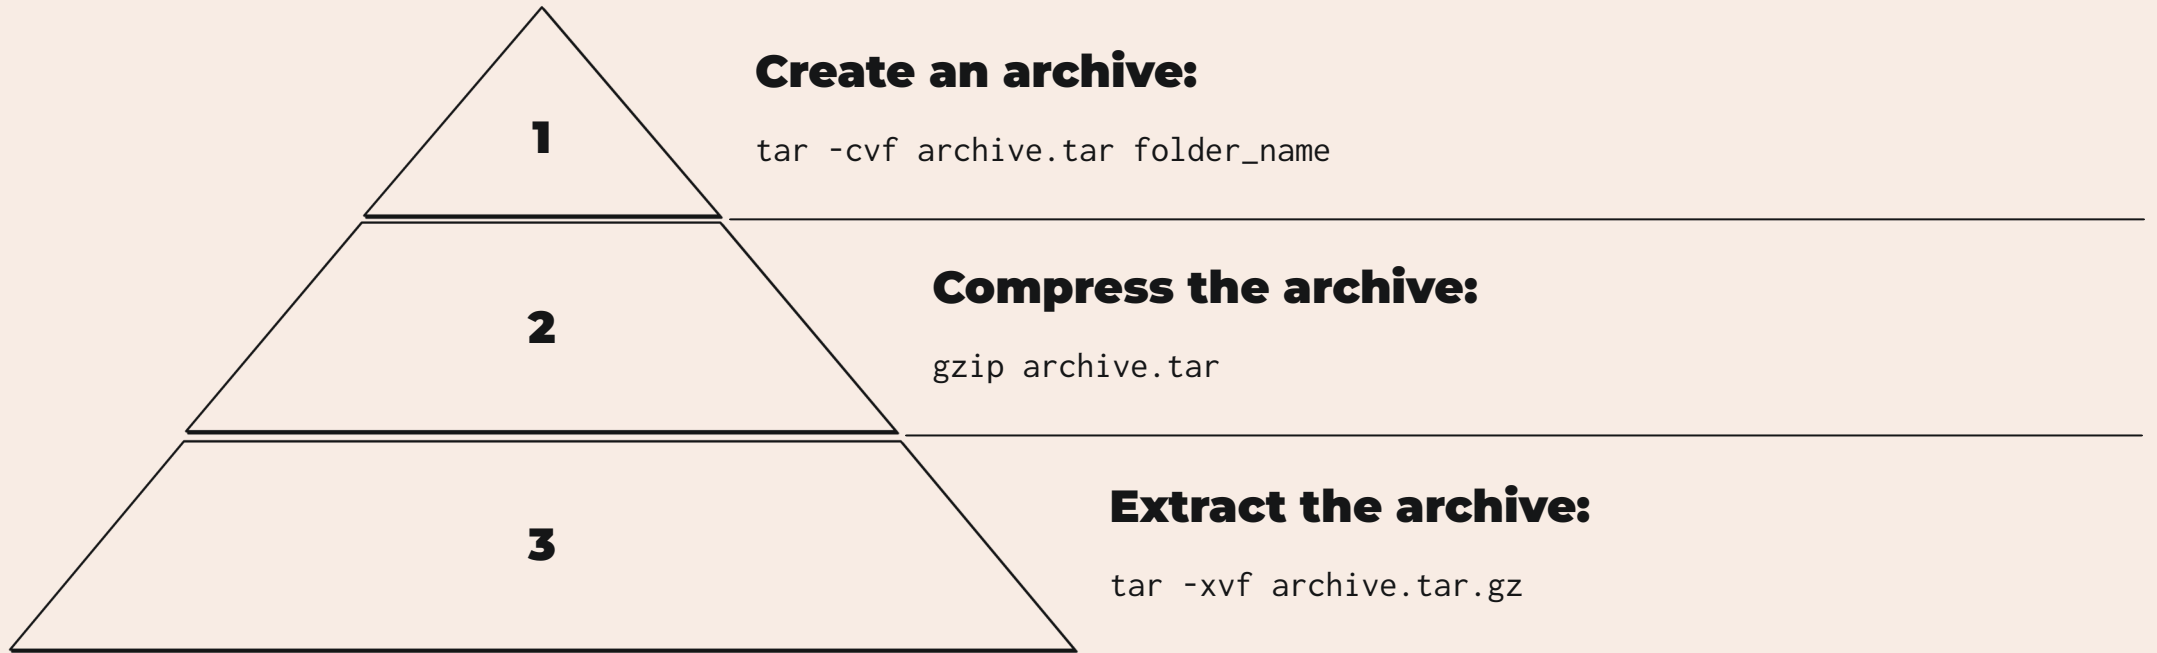 1
Create an archive:
tar -cvf archive.tar folder_name
2
Compress the archive:
gzip archive.tar
3
Extract the archive:
tar -xvf archive.tar.gz